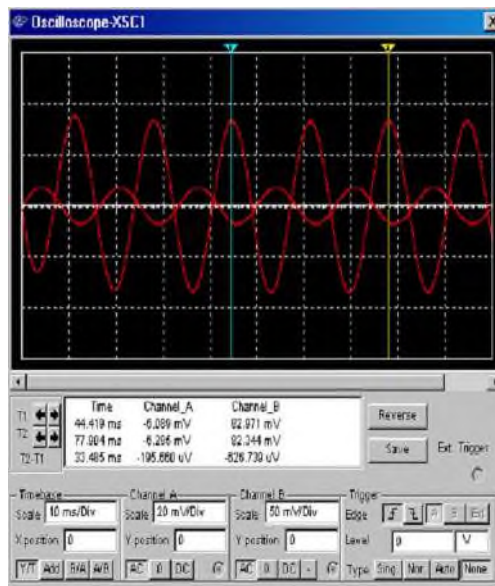 Oscilloscope-XSC1
1 2
Time Channel_A Channel_B
T1 44.419 ms -6.089 mV 82.971 mV
T2 77.904 ms -6.286 mV 82.344 mV
T2-T1 33.485 ms -195.660 uV -626.739 uV
Reverse
Save
Ext. Trigger
Timebase
Scale 10 ms/Div
X position 0
Y/T Add B/A A/B
Channel A
Scale 20 mV/Div
Y position 0
AC 0 DC
Channel B
Scale 50 mV/Div
Y position 0
AC 0 DC -
Trigger
Edge A B Ext
Level 0 V
Type Sing. Nor. Auto None